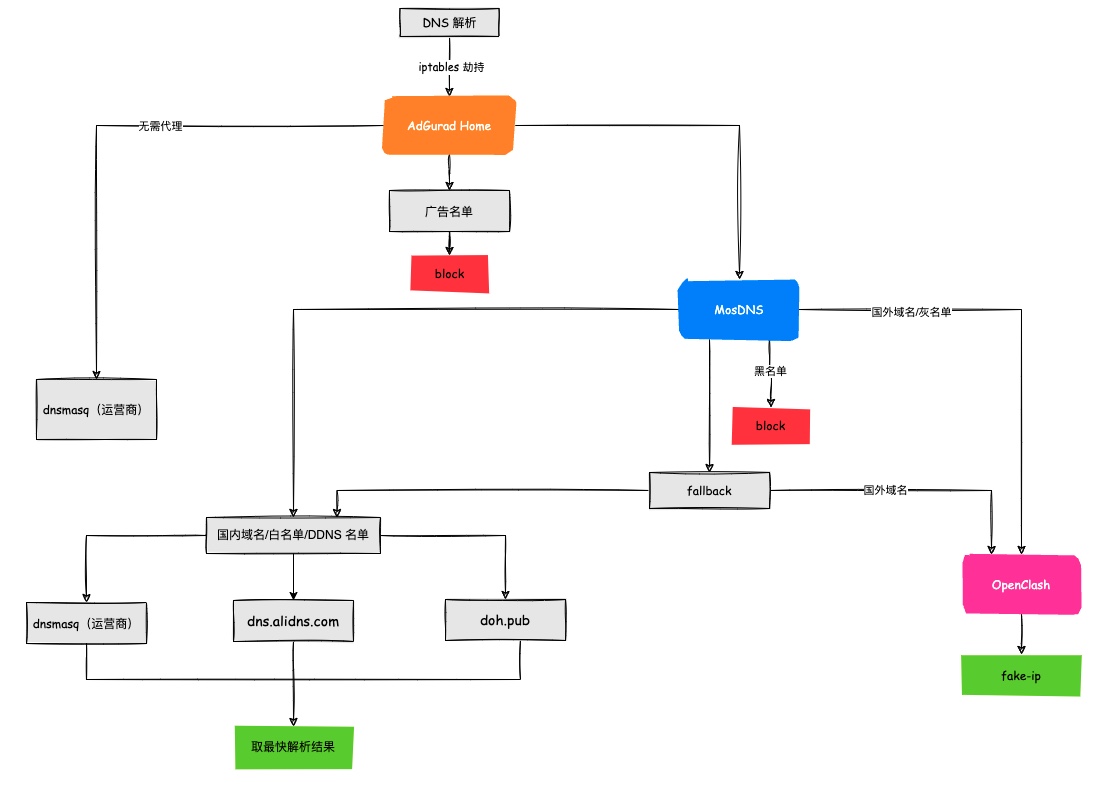 DNS 解析
iptables 劫持
AdGurad Home
无需代理
广告名单
block
MosDNS
国外域名/灰名单
黑名单
dnsmasq（运营商）
block
fallback
国外域名
国内域名/白名单/DDNS 名单
OpenClash
dnsmasq（运营商）
dns.alidns.com
doh.pub
fake-ip
取最快解析结果